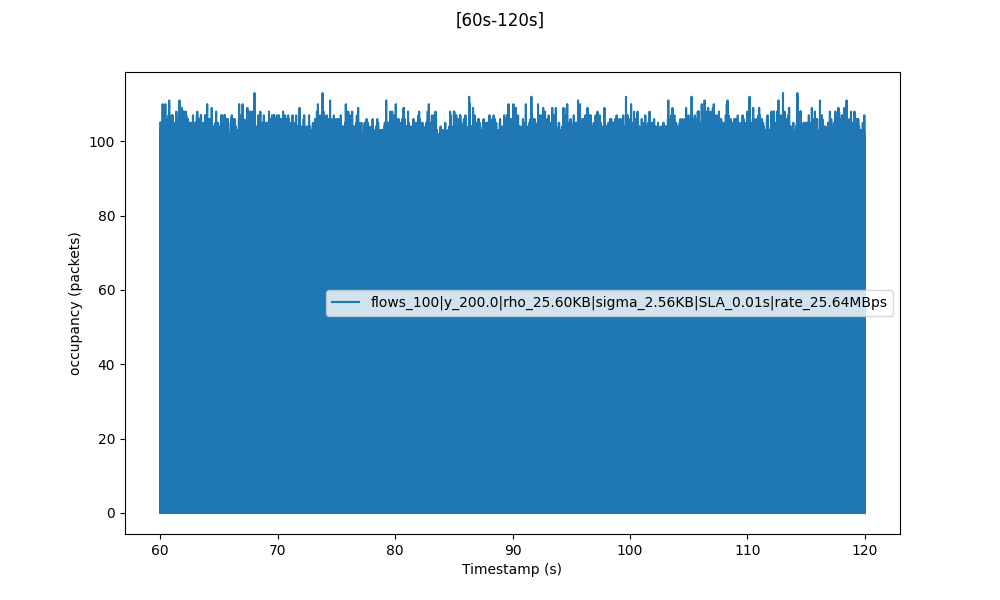 [60s-120s]
occupancy (packets)
100
80
60
40
20
0
flows_100|y_200.0|rho_25.60KB|sigma_2.56KB|SLA_0.01s|rate_25.64MBps
60 70 80 90 100 110 120
Timestamp (s)